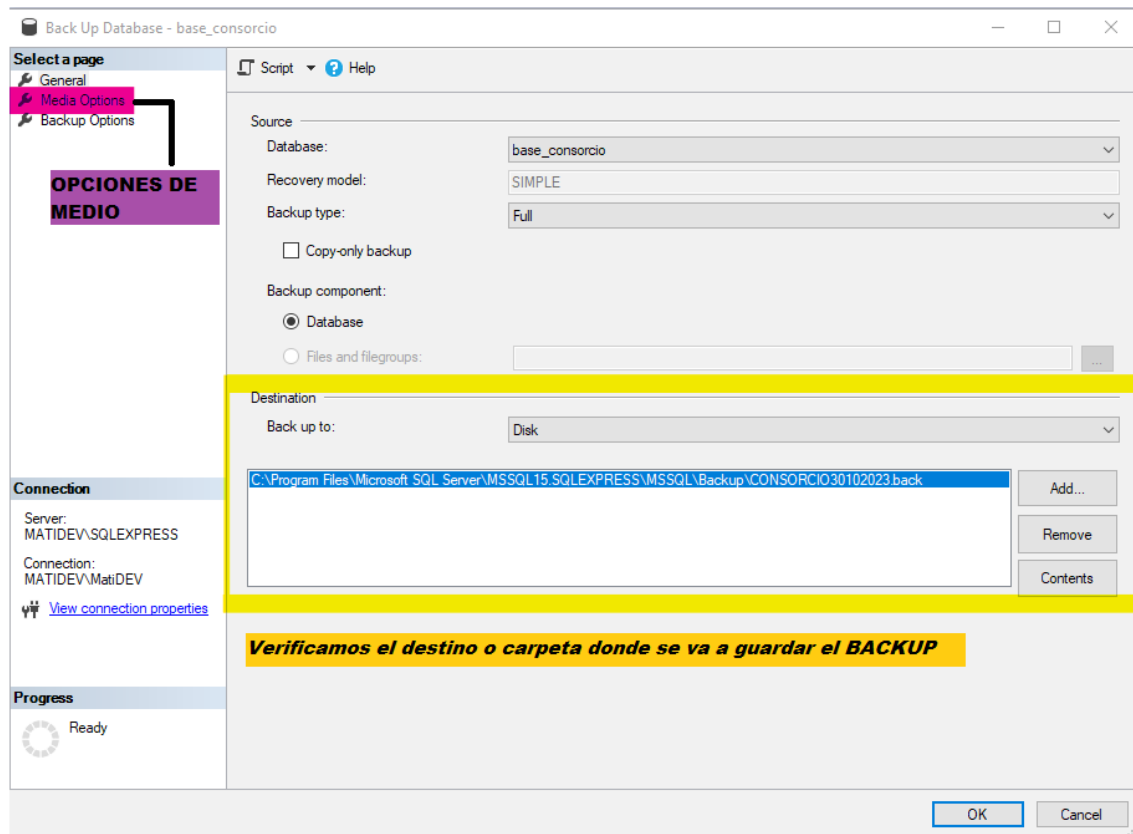 Back Up Database - base_consorcio
Select a page
General
Media Options
Backup Options
OPCIONES DE
MEDIO
Script
Help
Source
Database:
base_consorcio
Recovery model:
SIMPLE
Backup type:
Full
Copy-only backup
Backup component:
Database
Files and filegroups:
...
Destination
Back up to:
Disk
C:\Program Files\Microsoft SQL Server\MSSQL15.SQLEXPRESS\MSSQL\Backup\CONSORCIO30102023.back
Add...
Remove
Contents
Connection
Server:
MATIDEV\SQLEXPRESS
Connection:
MATIDEV\MatiDEV
View connection properties
Verificamos el destino o carpeta donde se va a guardar el BACKUP
Progress
Ready
OK
Cancel